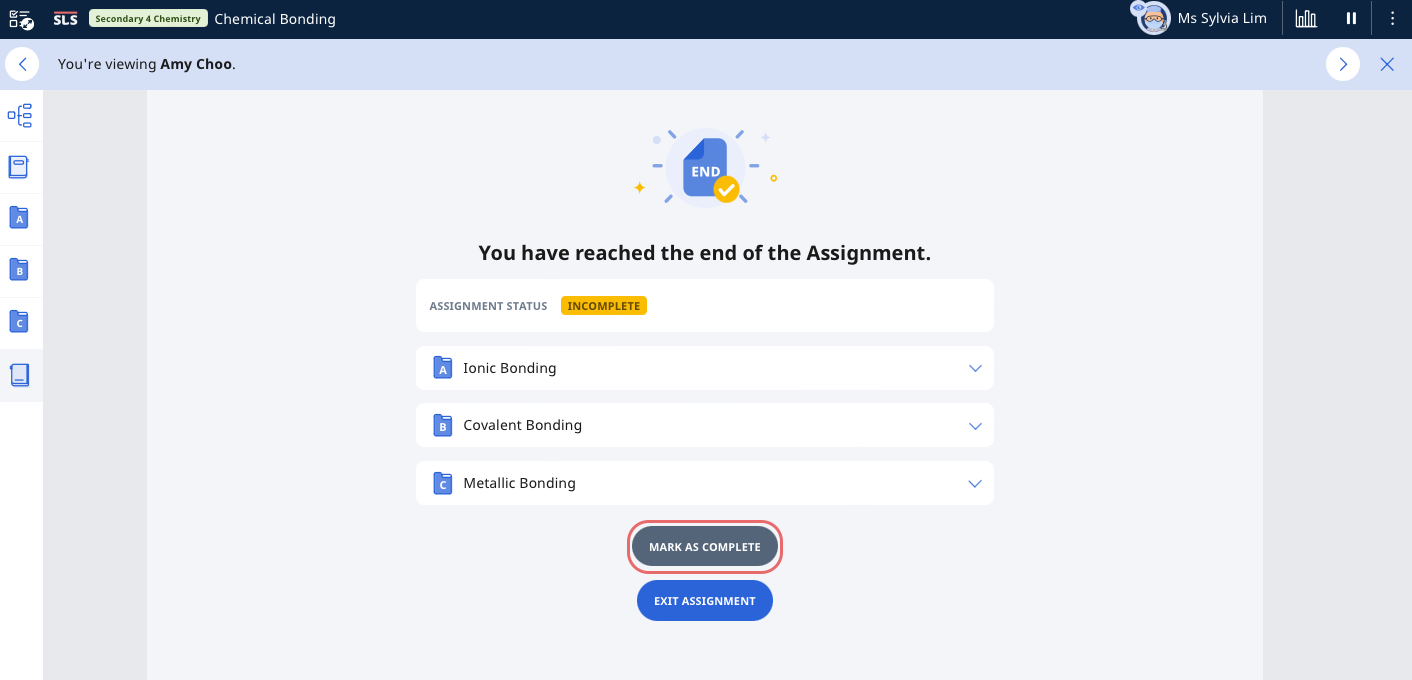 SLS Secondary 4 Chemistry Chemical Bonding Ms Sylvia Lim
You're viewing Amy Choo.
A
B
C
END
You have reached the end of the Assignment.
ASSIGNMENT STATUS INCOMPLETE
A Ionic Bonding
B Covalent Bonding
C Metallic Bonding
MARK AS COMPLETE
EXIT ASSIGNMENT